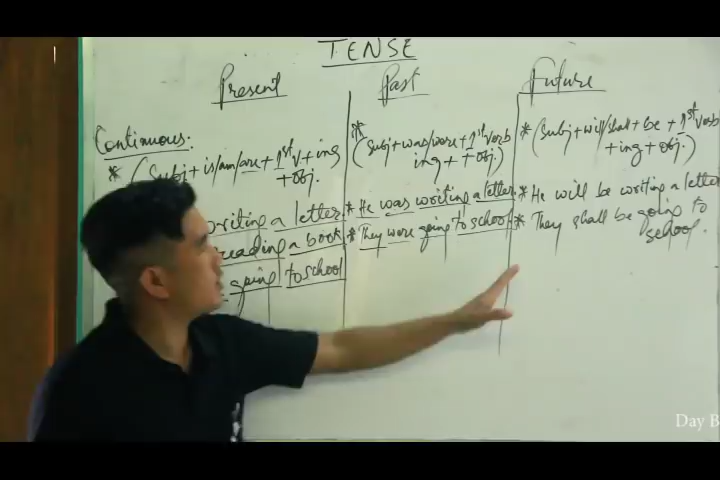 TENSE
Present
Past
Future
Continuous:
* (Subj + is/am/are + 1st v + ing
+ obj.
* (Subj + was/were + 1st verb
ing + + obj.)
* (Subj + will/shall + be + 1st verb
+ ing + obj.)
writing a letter.
reading a book
going to school
* He was writing a letter.
* They were going to school
* He will be writing a letter
* They shall be going to
school.
Day B